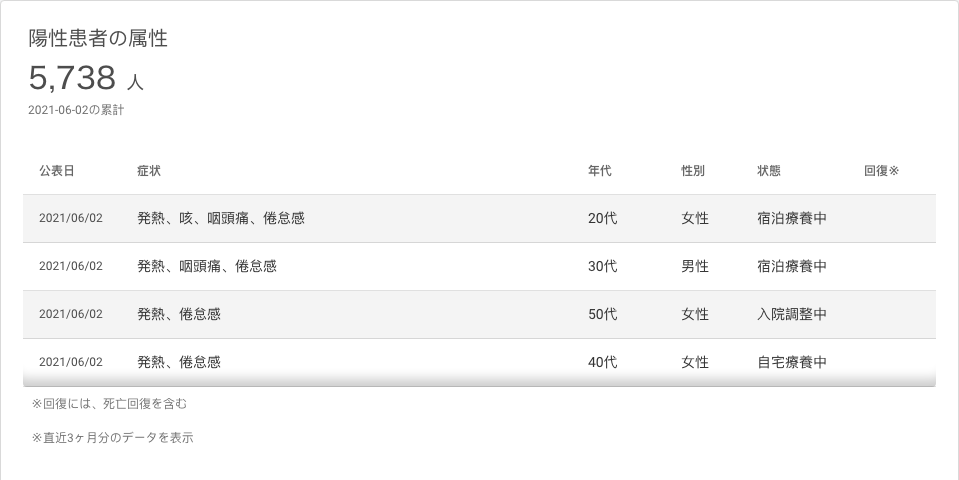 陽性患者の属性
5,738 人
2021-06-02の累計
公表日 症状 年代 性別 状態 回復※
2021/06/02 発熱、咳、咽頭痛、倦怠感 20代 女性 宿泊療養中
2021/06/02 発熱、咽頭痛、倦怠感 30代 男性 宿泊療養中
2021/06/02 発熱、倦怠感 50代 女性 入院調整中
2021/06/02 発熱、倦怠感 40代 女性 自宅療養中
※回復には、死亡回復を含む
※直近3ヶ月分のデータを表示